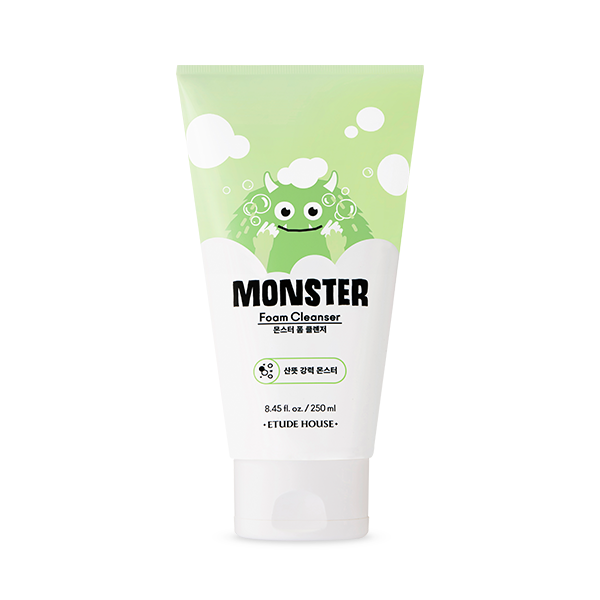 MONSTER
Foam Cleanser
몬스터 폼 클렌저
산뜻 강력 몬스터
8.45 fl. oz. / 250 ml
·ETUDE HOUSE·